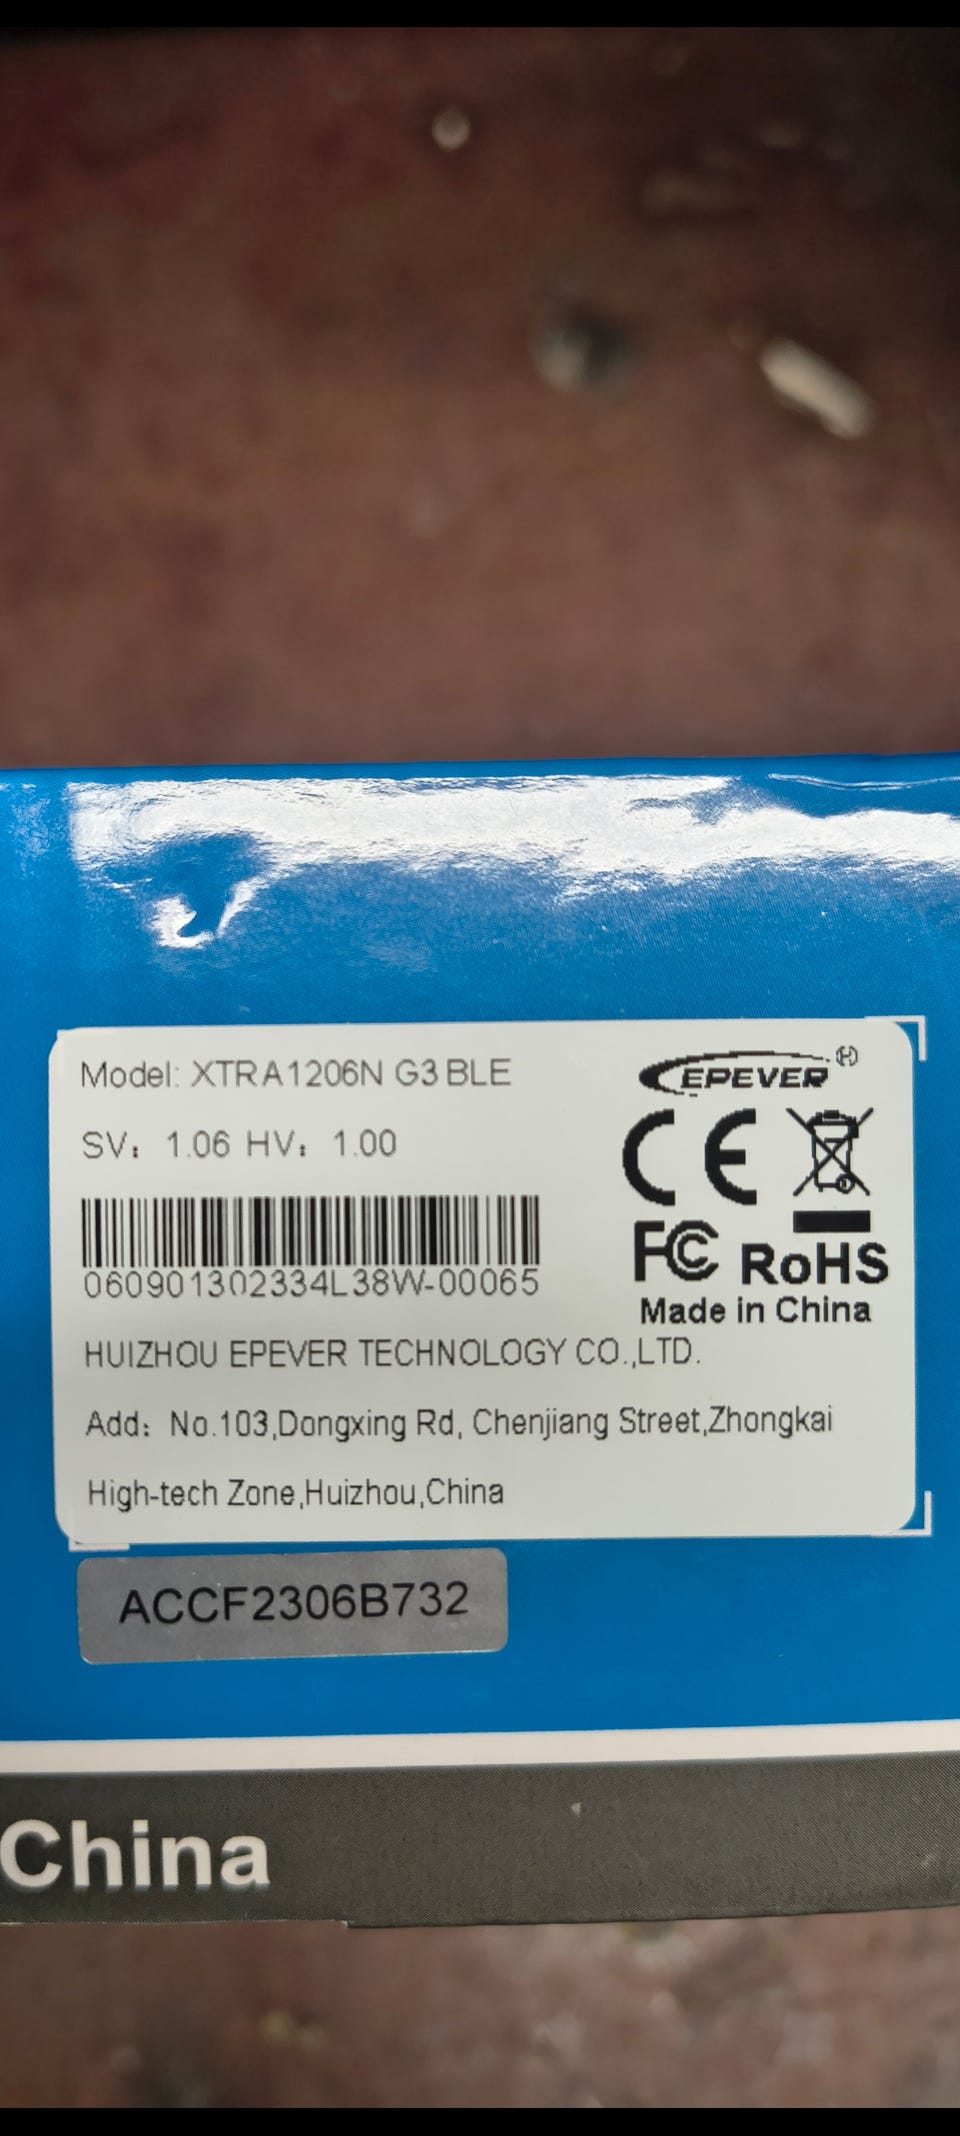 Model: XTRA1206N G3 BLE
EPEVER
SV: 1.06 HV: 1.00
CE
FC
RoHS
060901302334L38W-00065
Made in China
HUIZHOU EPEVER TECHNOLOGY CO.,LTD.
Add: No.103,Dongxing Rd, Chenjiang Street,Zhongkai
High-tech Zone,Huizhou,China
ACCF2306B732
China